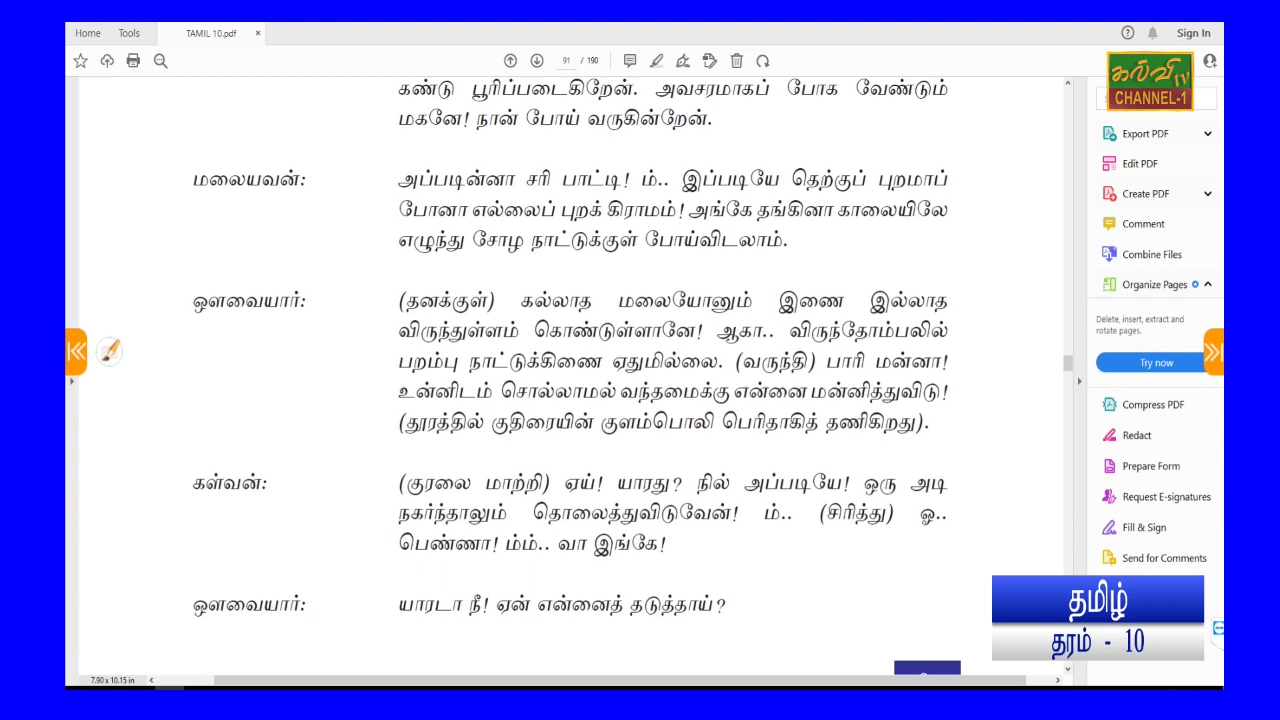 Home Tools TAMIL 10.pdf × Sign In
91 / 190
கல்வி tv
CHANNEL-1
கண்டு பூரிப்படைகிறேன். அவசரமாகப் போக வேண்டும்
மகனே! நான் போய் வருகின்றேன்.
மலையவன்: அப்படின்னா சரி பாட்டி! ம்.. இப்படியே தெற்குப் புறமாப்
போனா எல்லைப் புறக் கிராமம்! அங்கே தங்கினா காலையிலே
எழுந்து சோழ நாட்டுக்குள் போய்விடலாம்.
ஔவையார்: (தனக்குள்) கல்லாத மலையோனும் இணை இல்லாத
விருந்துள்ளம் கொண்டுள்ளானே! ஆகா.. விருந்தோம்பலில்
பறம்பு நாட்டுக்கிணை ஏதுமில்லை. (வருந்தி) பாரி மன்னா!
உன்னிடம் சொல்லாமல் வந்தமைக்கு என்னை மன்னித்துவிடு!
(தூரத்தில் குதிரையின் குளம்பொலி பெரிதாகித் தணிகிறது).
கள்வன்: (குரலை மாற்றி) ஏய்! யாரது? நில் அப்படியே! ஒரு அடி
நகர்ந்தாலும் தொலைத்துவிடுவேன்! ம்.. (சிரித்து) ஓ..
பெண்ணா! ம்ம்.. வா இங்கே!
ஔவையார்: யாரடா நீ! ஏன் என்னைத் தடுத்தாய்?
7.90 x 10.15 in
Export PDF
Edit PDF
Create PDF
Comment
Combine Files
Organize Pages
Delete, insert, extract and
rotate pages.
Try now
Compress PDF
Redact
Prepare Form
Request E-signatures
Fill & Sign
Send for Comments
தமிழ்
தரம் - 10